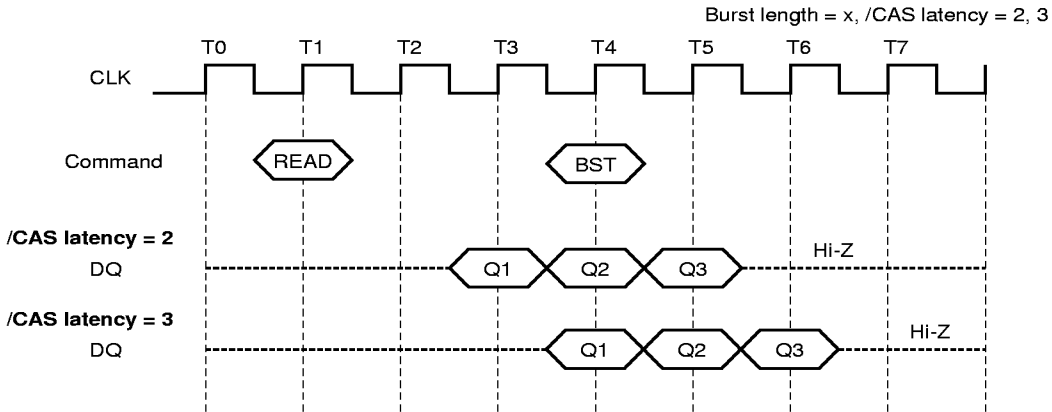 Burst length = x, /CAS latency = 2, 3
T0 T1 T2 T3 T4 T5 T6 T7
CLK
Command READ BST
/CAS latency = 2
DQ Q1 Q2 Q3 Hi-Z
/CAS latency = 3
DQ Q1 Q2 Q3 Hi-Z